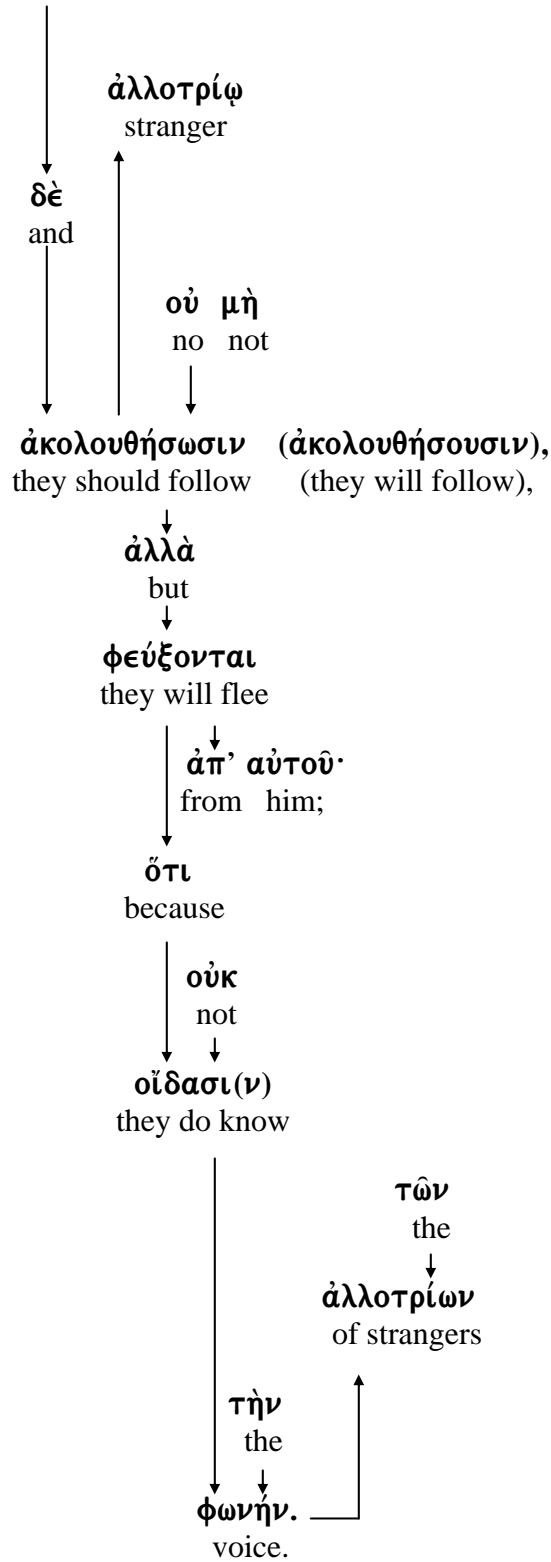 ἀλλοτρίῳ
stranger
δὲ
and
οὐ μὴ
no not
ἀκολουθήσωσιν (ἀκολουθήσουσιν),
they should follow (they will follow),
ἀλλὰ
but
φεύξονται
they will flee
ἀπ’ αὐτοῦ·
from him;
ὅτι
because
οὐκ
not
οἴδασι(ν)
they do know
τῶν
the
ἀλλοτρίων
of strangers
τὴν
the
φωνήν.
voice.